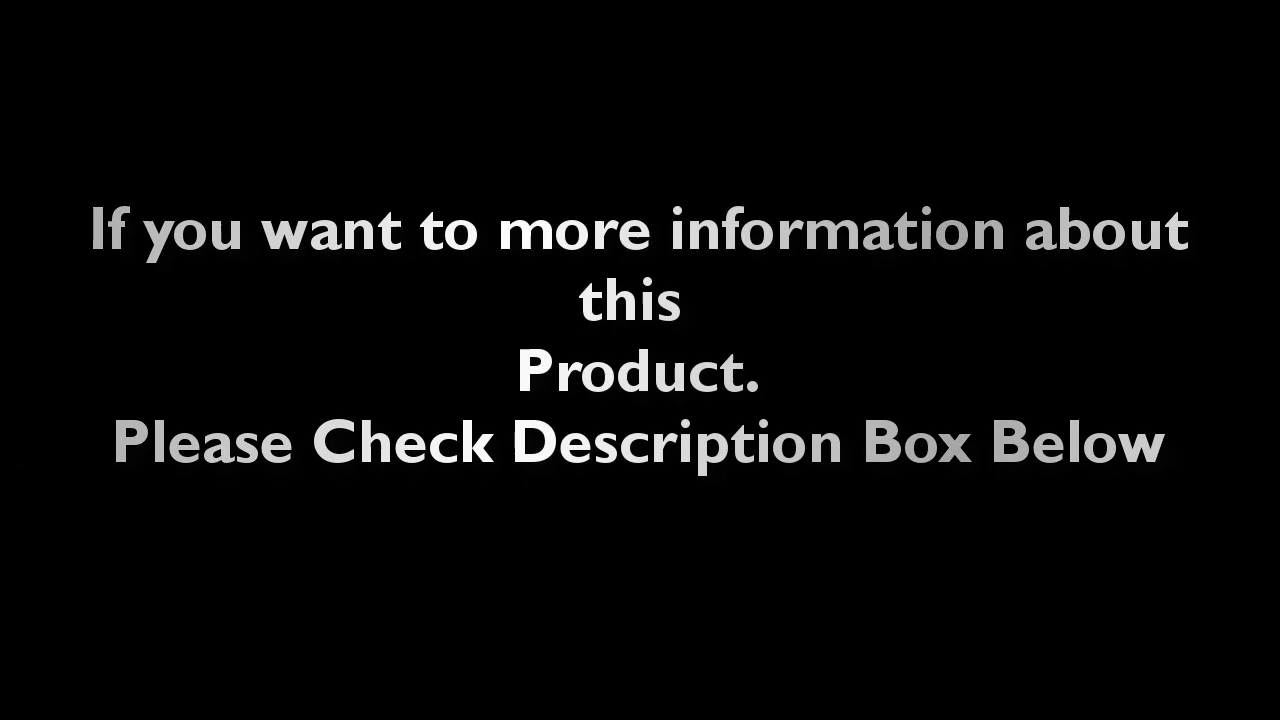 If you want to more information about
this
Product.
Please Check Description Box Below